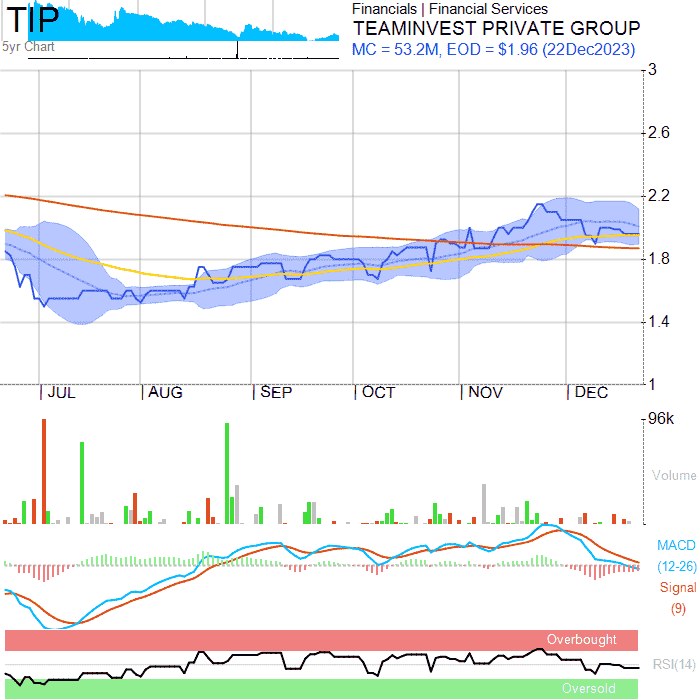 TIP
5yr Chart
Financials | Financial Services
TEAMINVEST PRIVATE GROUP
MC = 53.2M, EOD = $1.96 (22Dec2023)
3
2.6
2.2
1.8
1.4
1
JUL AUG SEP OCT NOV DEC
96k
Volume
MACD
(12-26)
Signal
(9)
Overbought
RSI(14)
Oversold